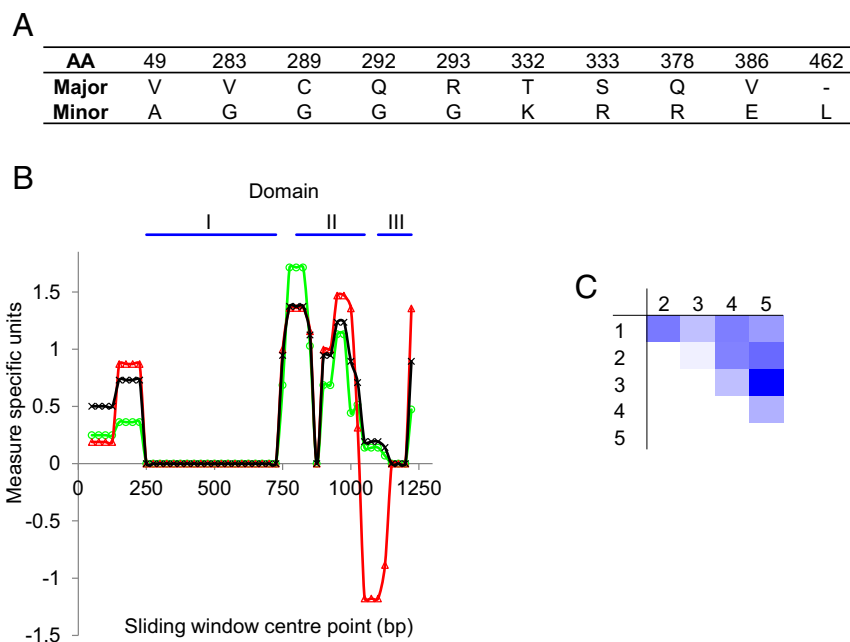 A
AA 49 283 289 292 293 332 333 378 386 462
Major V V C Q R T S Q V -
Minor A G G G G K R R E L
B
Domain
I II III
Measure specific units
1.5
1
0.5
0
-0.5
-1
-1.5
0 250 500 750 1000 1250
Sliding window centre point (bp)
C
2 3 4 5
1
2
3
4
5